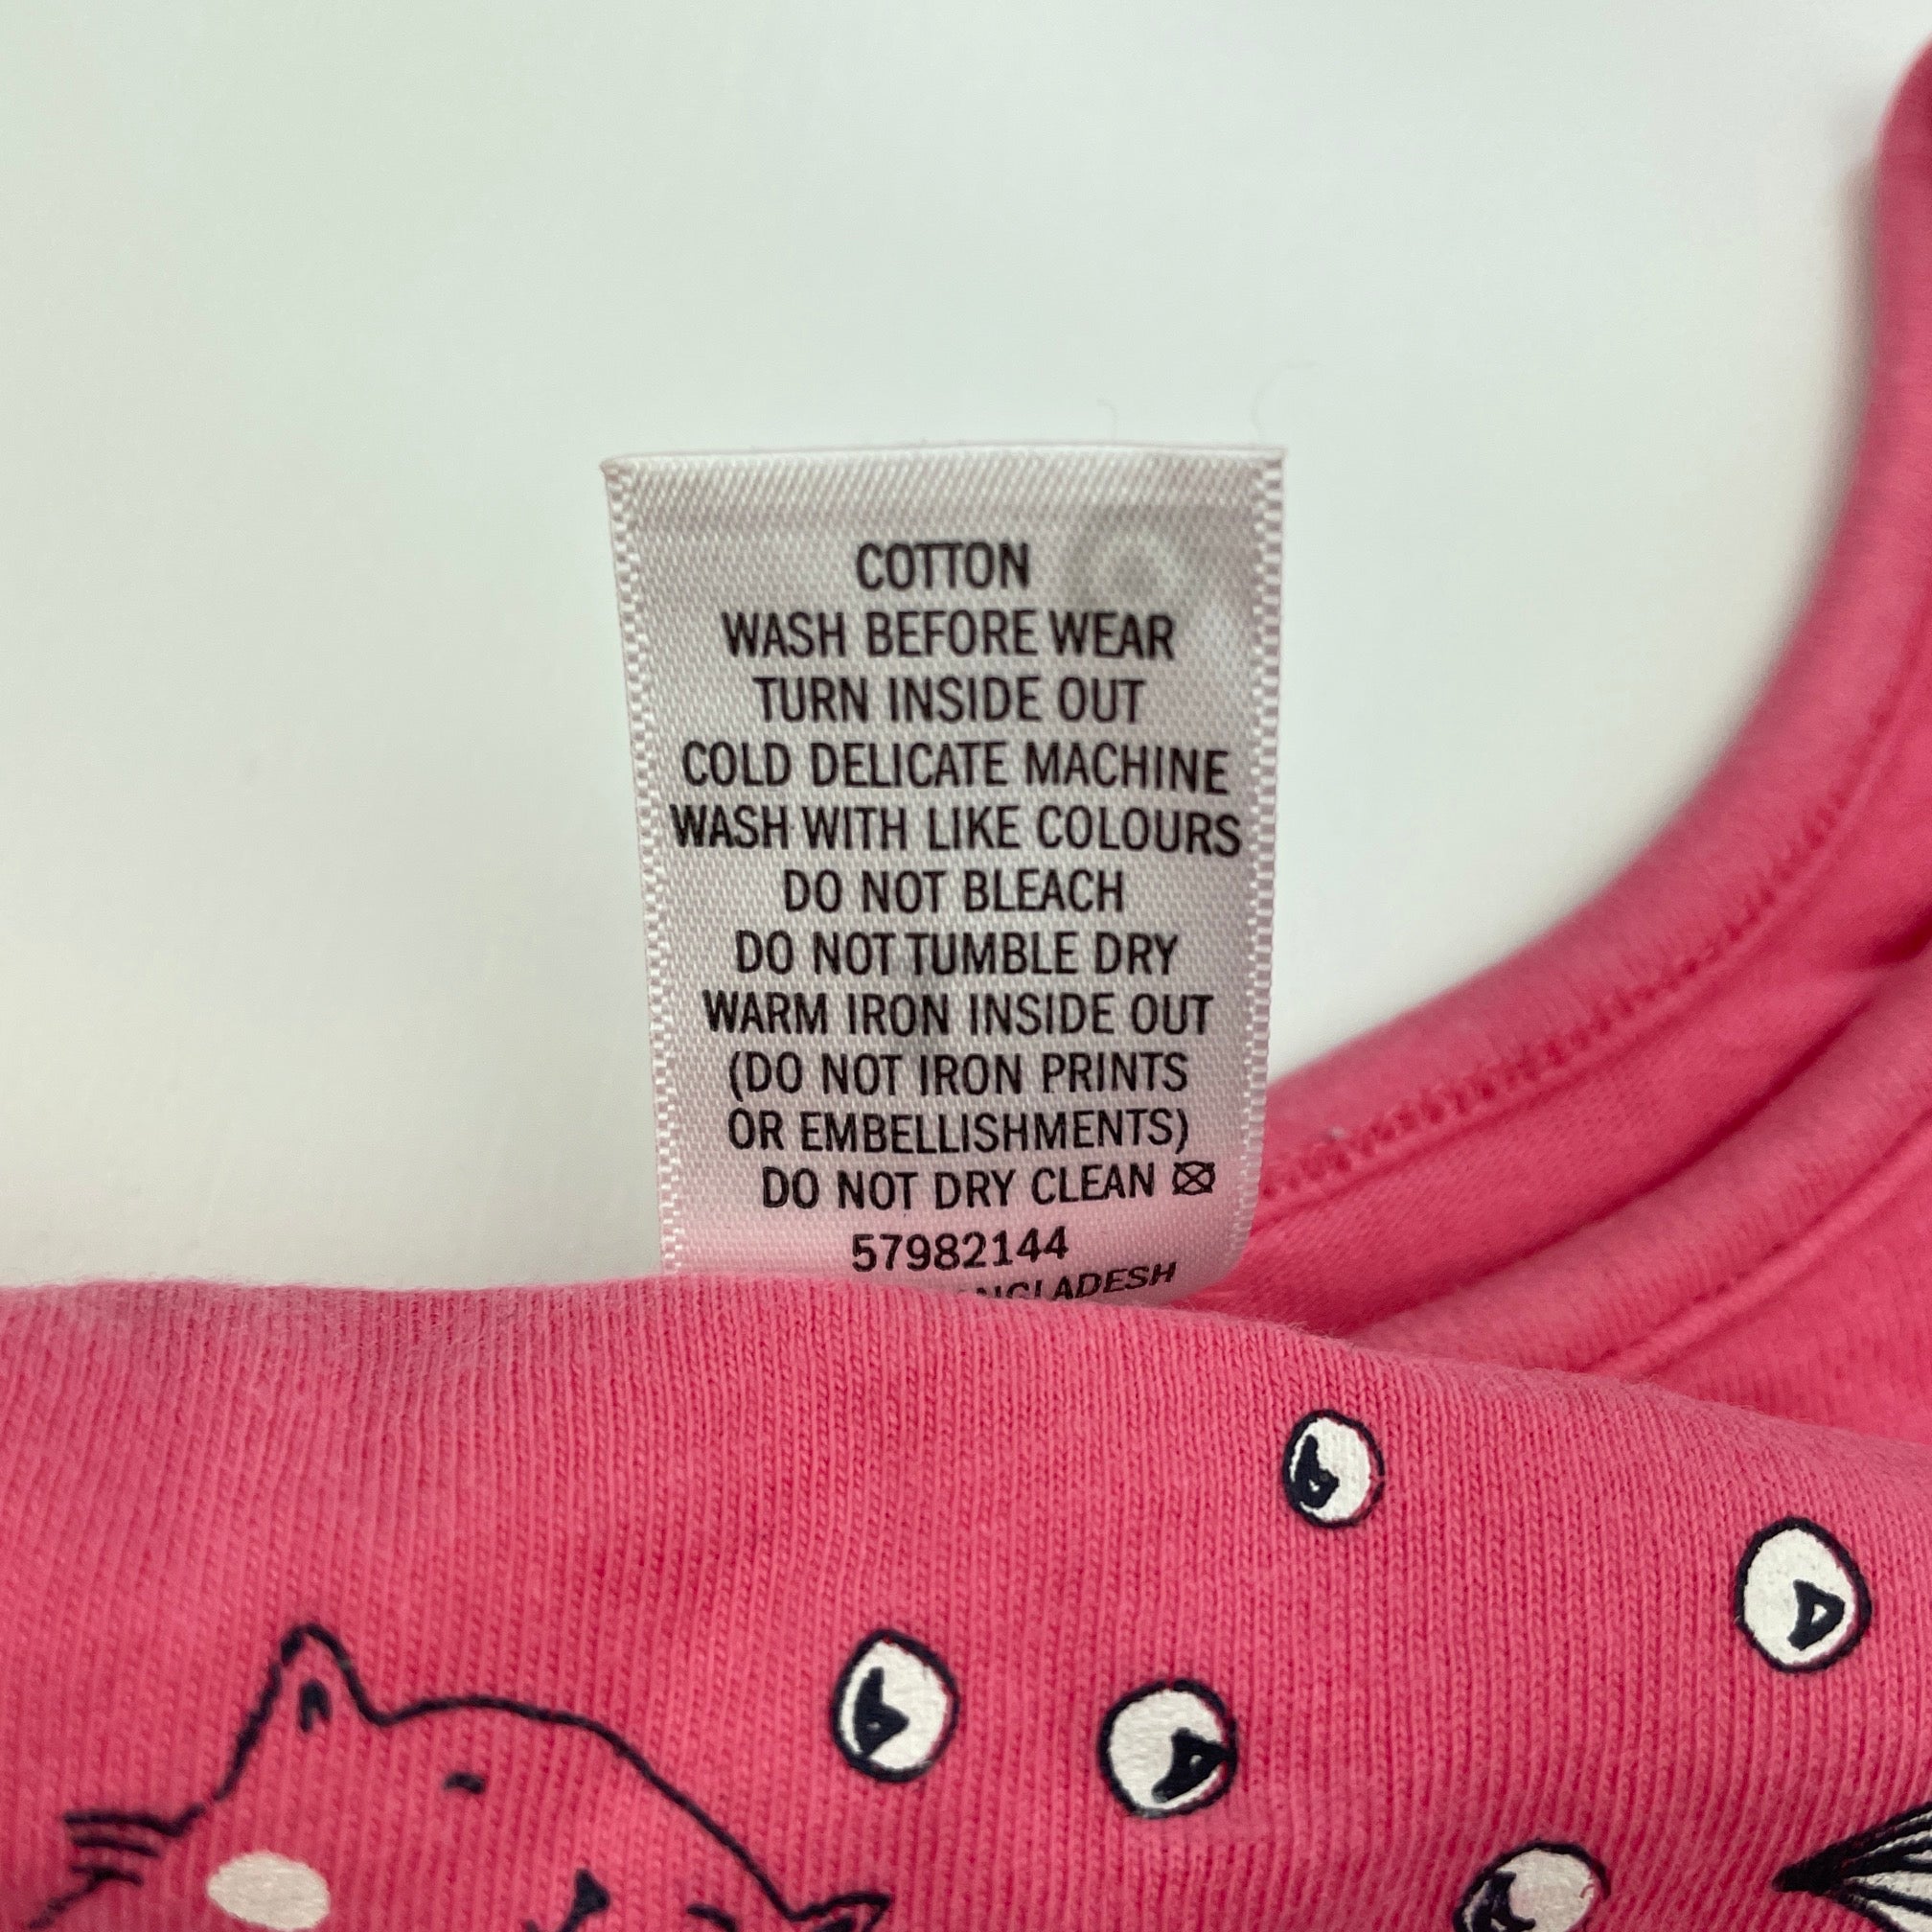 COTTON
WASH BEFORE WEAR
TURN INSIDE OUT
COLD DELICATE MACHINE
WASH WITH LIKE COLOURS
DO NOT BLEACH
DO NOT TUMBLE DRY
WARM IRON INSIDE OUT
(DO NOT IRON PRINTS
OR EMBELLISHMENTS)
DO NOT DRY CLEAN
57982144